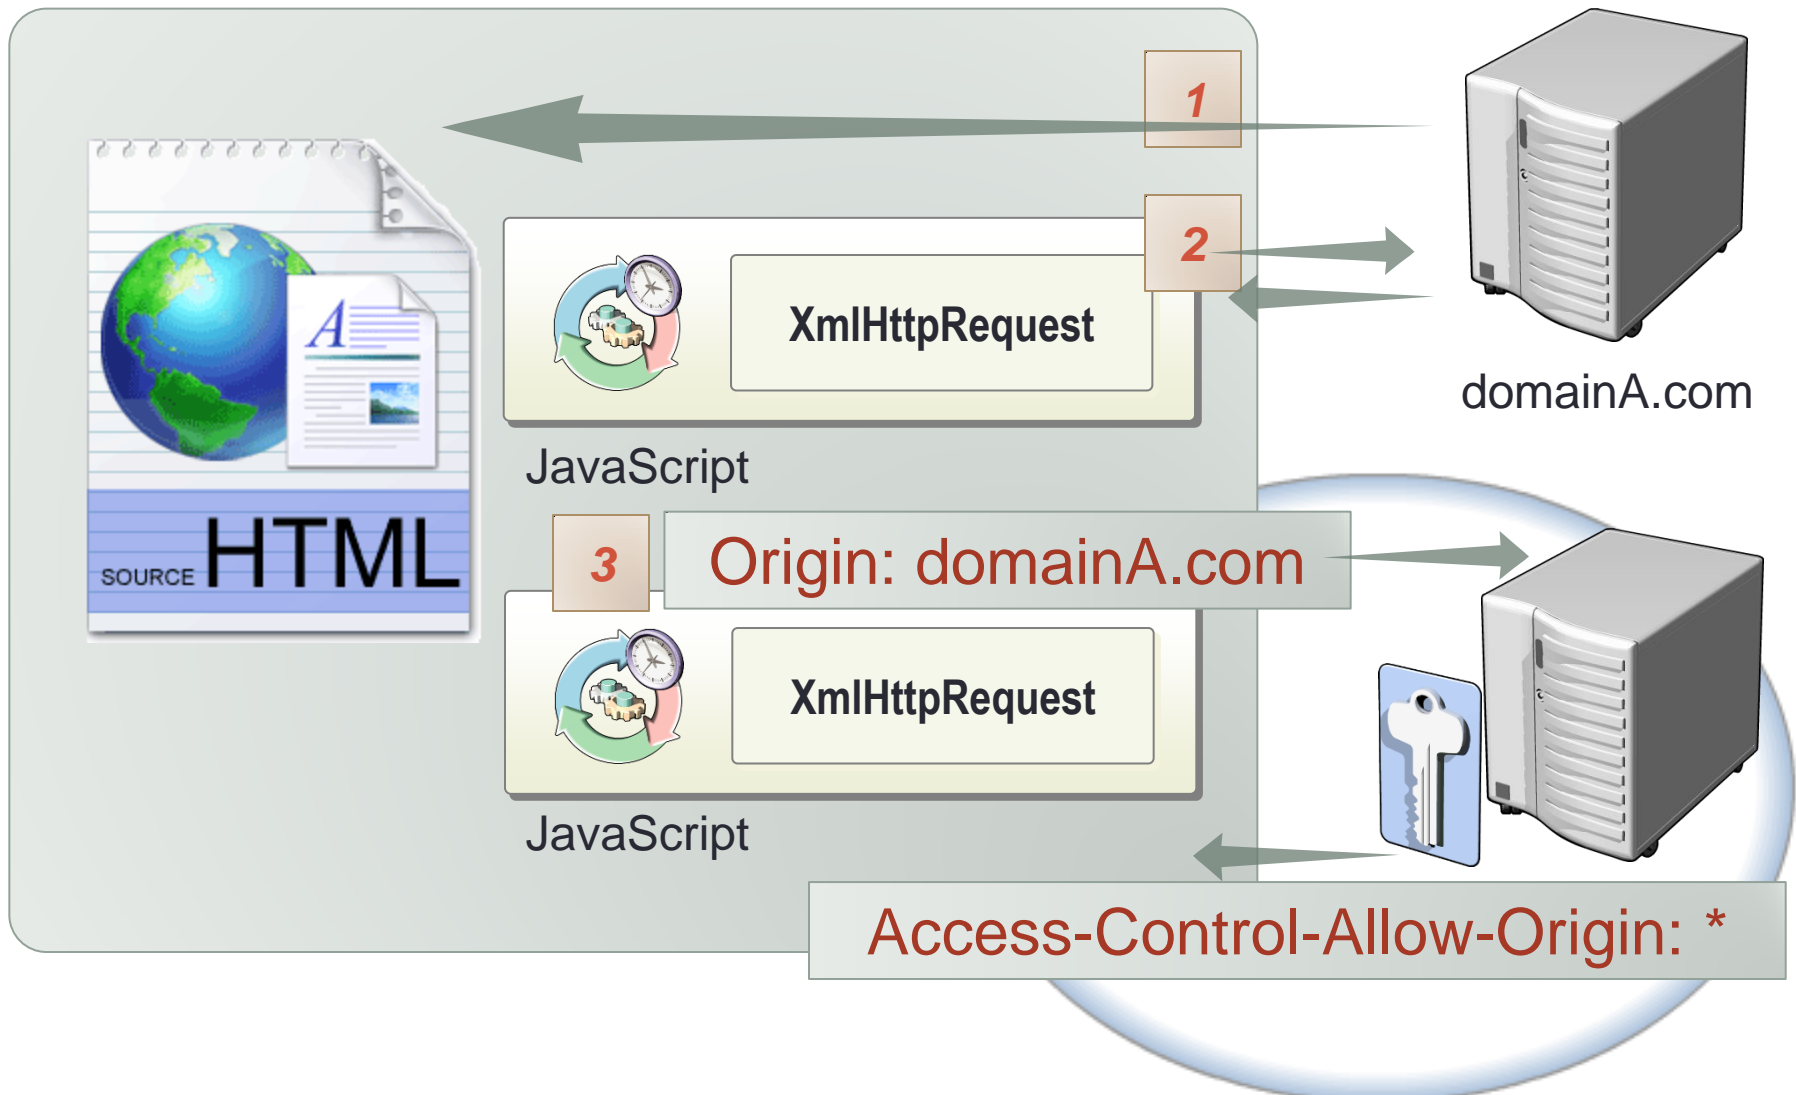 1
2
XmlHttpRequest
domainA.com
JavaScript
3
Origin: domainA.com
A
SOURCE HTML
XmlHttpRequest
JavaScript
Access-Control-Allow-Origin: *